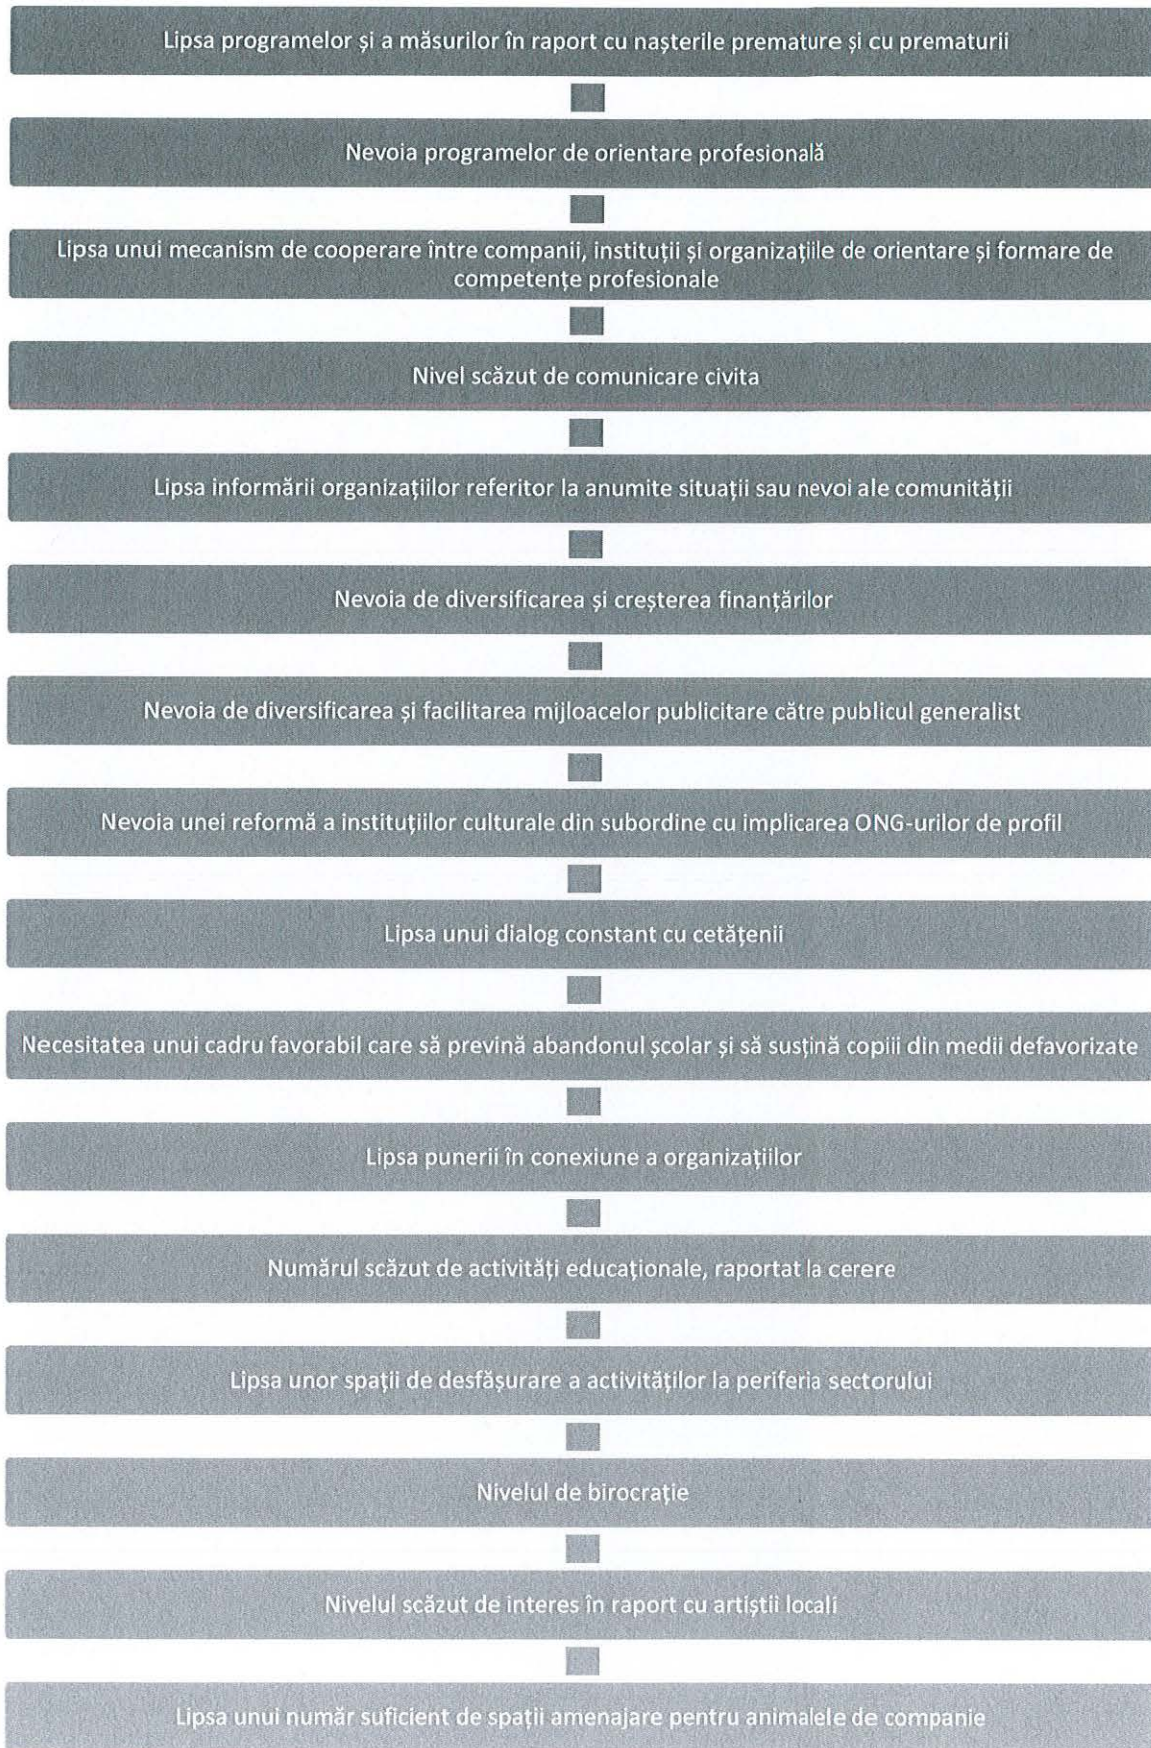 Lipsa programelor și a măsurilor în raport cu nașterile premature și cu prematurii
Nevoia programelor de orientare profesională
Lipsa unui mecanism de cooperare între companii, instituții și organizațiile de orientare și formare de
competențe profesionale
Nivel scăzut de comunicare civita
Lipsa informării organizațiilor referitor la anumite situații sau nevoi ale comunității
Nevoia de diversificarea și creșterea finanțărilor
Nevoia de diversificarea și facilitarea mijloacelor publicitare către publicul generalist
Nevoia unei reformă a instituțiilor culturale din subordine cu implicarea ONG-urilor de profil
Lipsa unui dialog constant cu cetățenii
Necesitatea unui cadru favorabil care să prevină abandonul școlar și să susțină copiii din medii defavorizate
Lipsa punerii în conexiune a organizațiilor
Numărul scăzut de activități educaționale, raportat la cerere
Lipsa unor spații de desfășurare a activităților la periferia sectorului
Nivelul de birocrație
Nivelul scăzut de interes în raport cu artiștii locali
Lipsa unui număr suficient de spații amenajare pentru animalele de companie